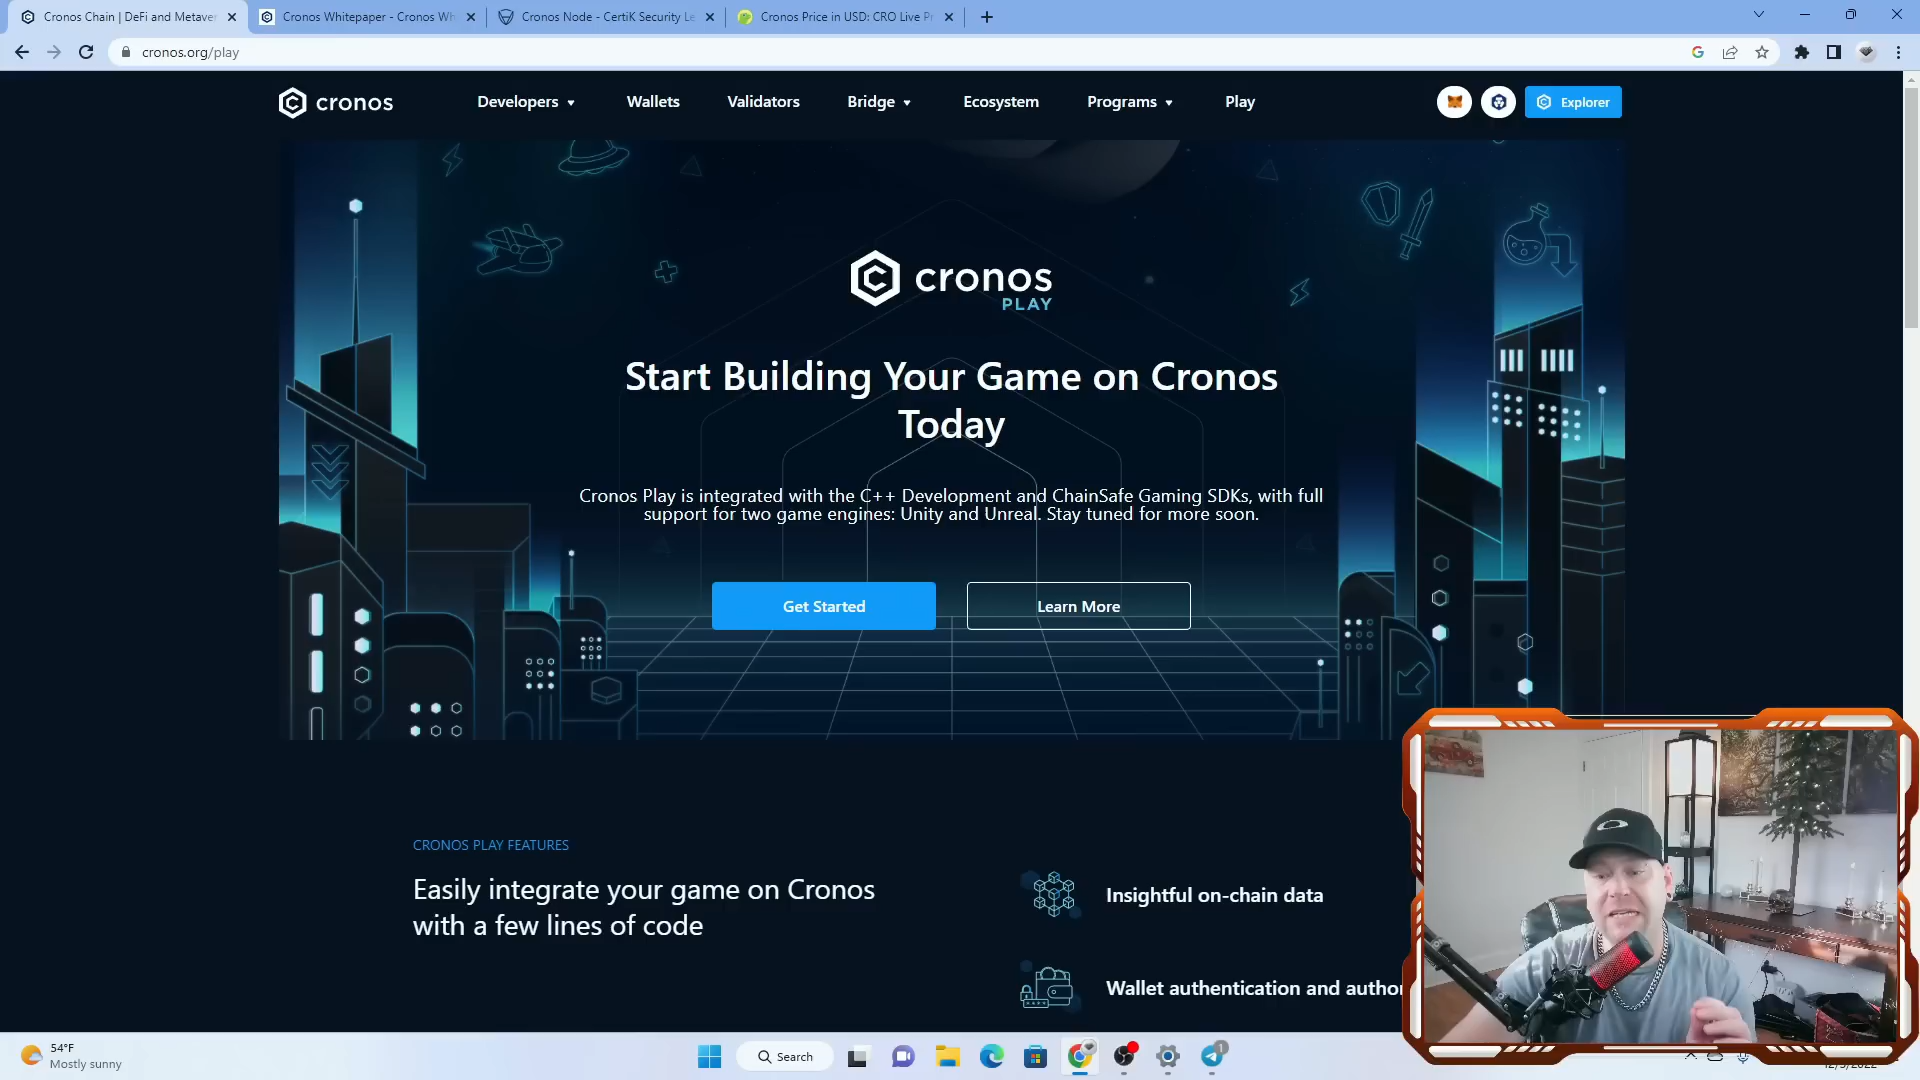 Cronos Chain | DeFi and Metaver
Cronos Whitepaper - Cronos Wh
Cronos Node - CertiK Security Le
Cronos Price in USD: CRO Live Pr
cronos.org/play
cronos
Developers
Wallets
Validators
Bridge
Ecosystem
Programs
Play
Explorer
cronos
PLAY
Start Building Your Game on Cronos
Today
Cronos Play is integrated with the C++ Development and ChainSafe Gaming SDKs, with full
support for two game engines: Unity and Unreal. Stay tuned for more soon.
Get Started
Learn More
CRONOS PLAY FEATURES
Easily integrate your game on Cronos
with a few lines of code
Insightful on-chain data
Wallet authentication and author
54°F
Mostly sunny
Search
1